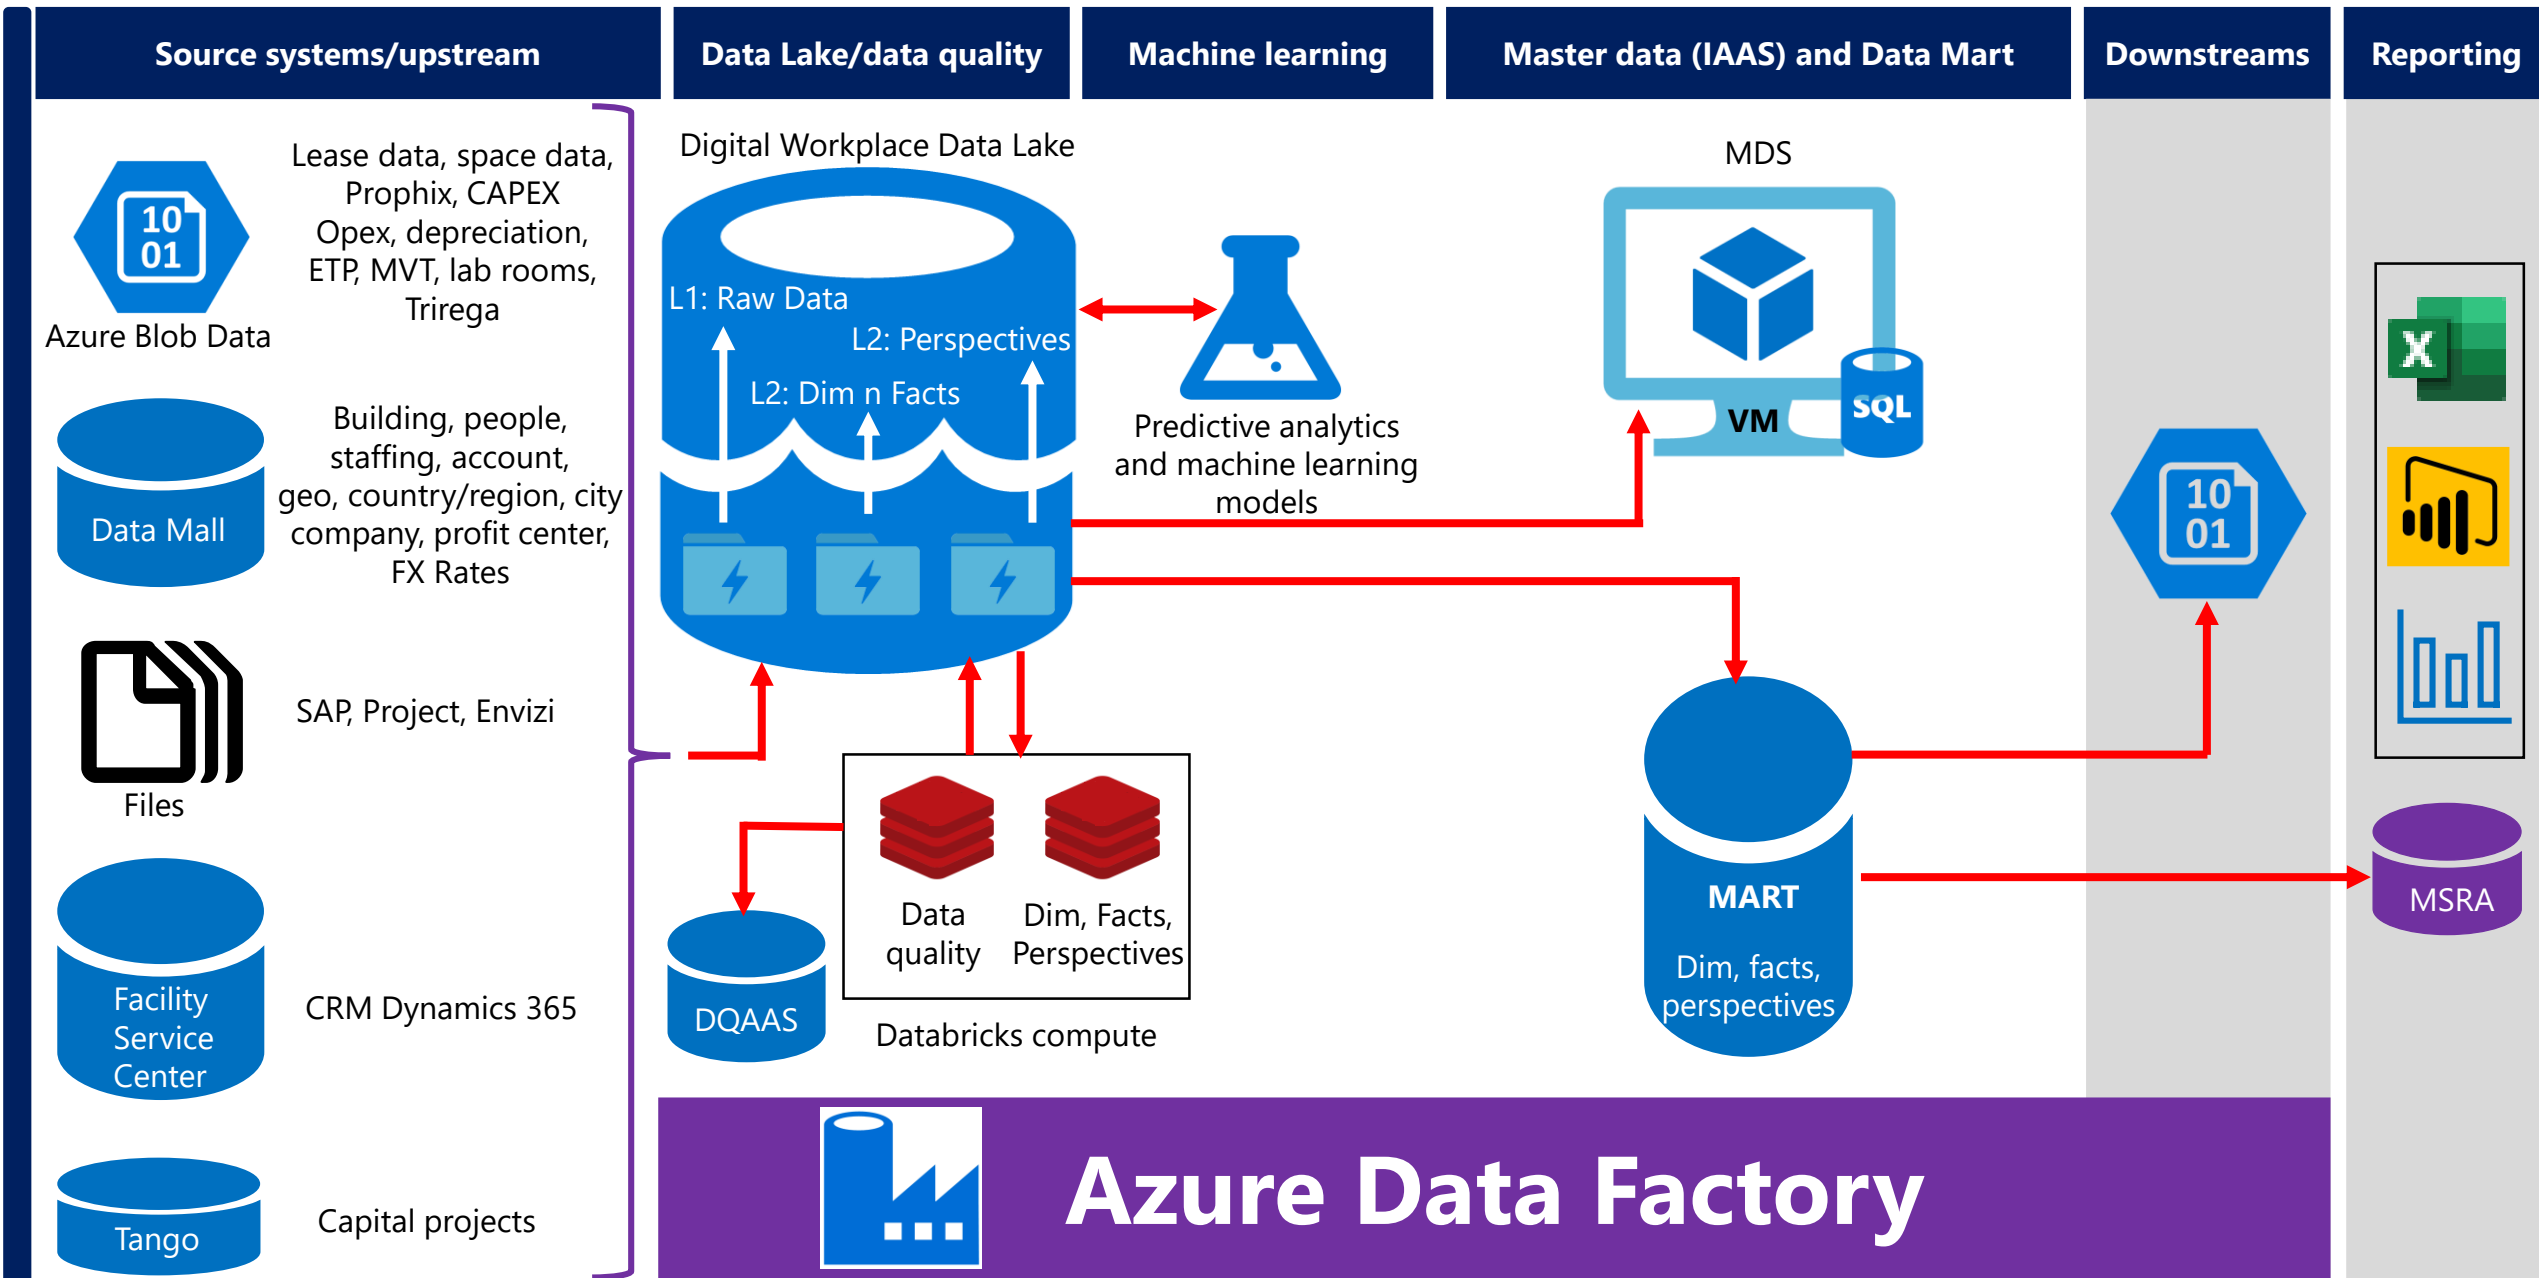 Source systems/upstream
Data Lake/data quality
Machine learning
Master data (IAAS) and Data Mart
Downstreams
Reporting
10
01
Azure Blob Data
Lease data, space data,
Prophix, CAPEX
Opex, depreciation,
ETP, MVT, lab rooms,
Trirega
Data Mall
Building, people,
staffing, account,
geo, country/region, city
company, profit center,
FX Rates
Files
SAP, Project, Envizi
Facility
Service
Center
CRM Dynamics 365
Tango
Capital projects
Digital Workplace Data Lake
L1: Raw Data
L2: Perspectives
L2: Dim n Facts
Data
quality
Dim, Facts,
Perspectives
DQAAS
Databricks compute
Predictive analytics
and machine learning
models
MDS
VM
SQL
MART
Dim, facts,
perspectives
10
01
X
MSRA
Azure Data Factory